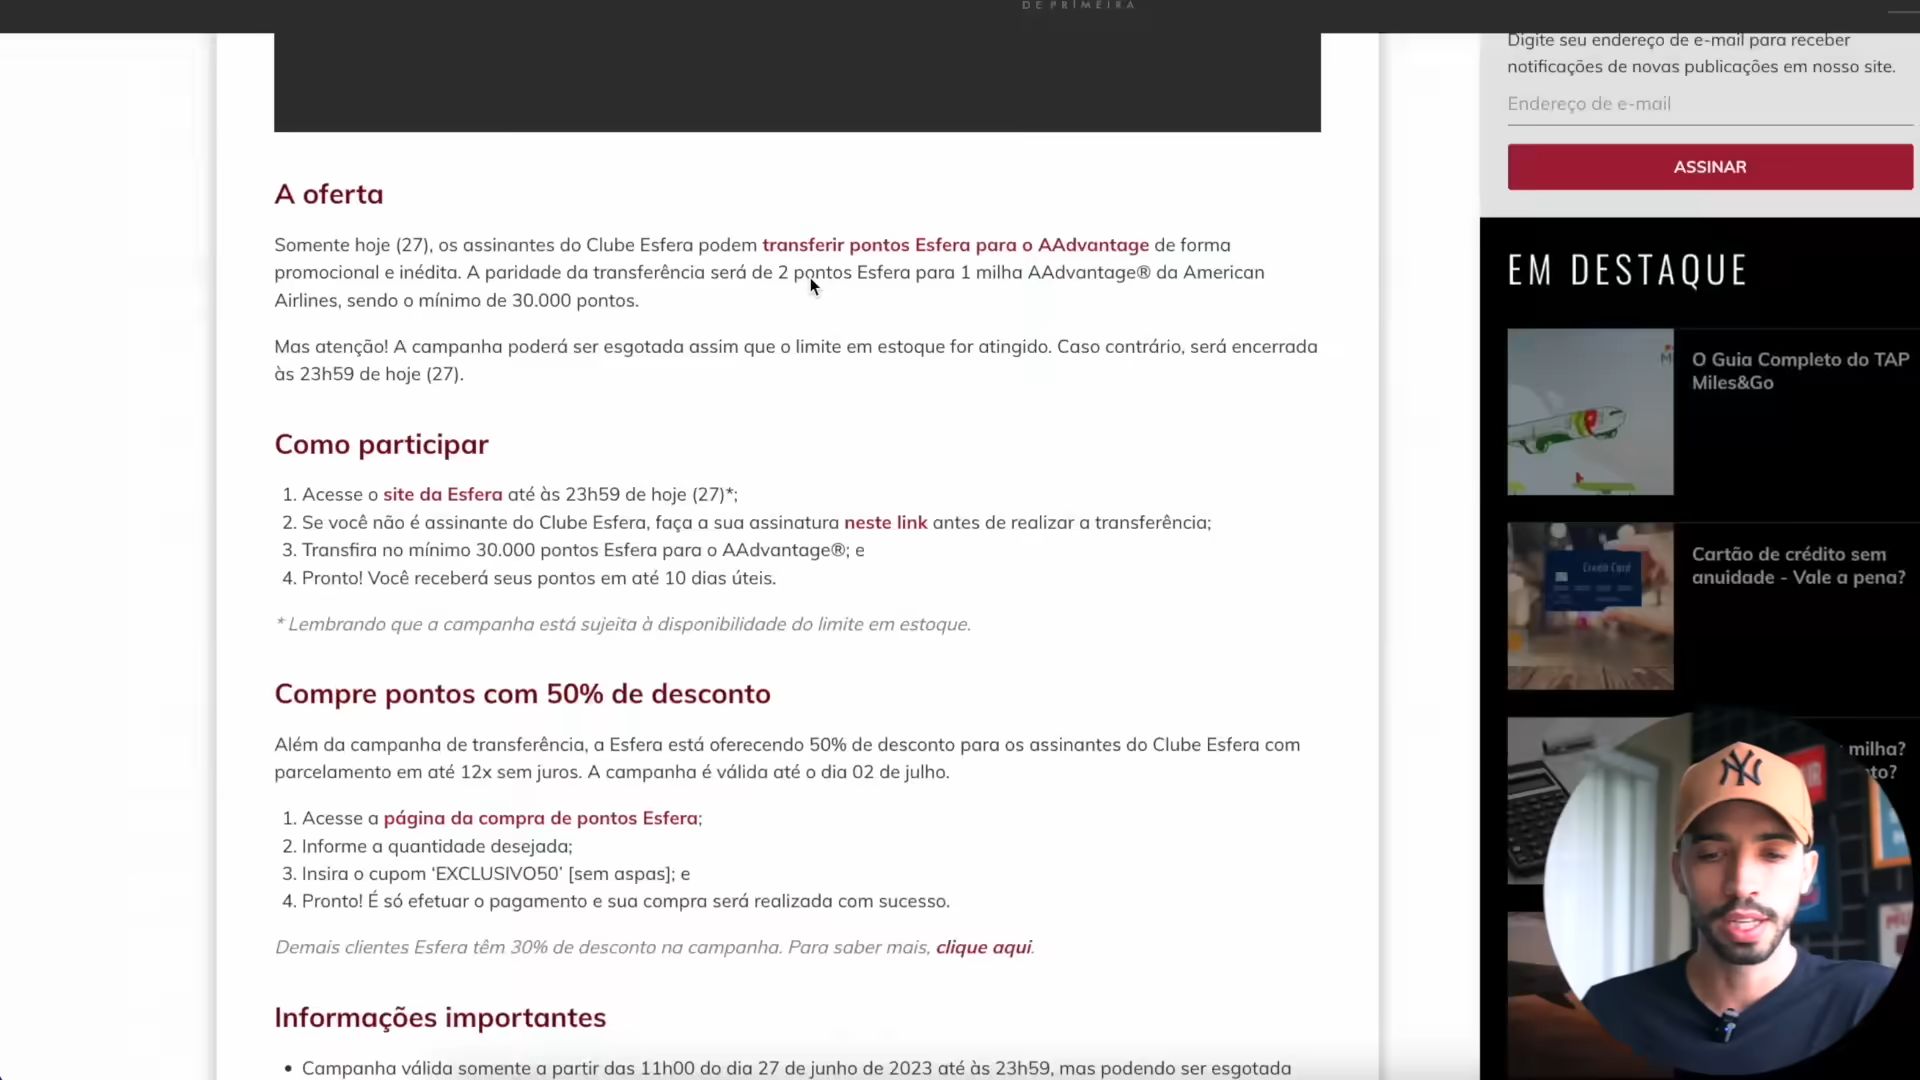 DE PRIMEIRA
Digite seu endereço de e-mail para receber
notificações de novas publicações em nosso site.
Endereço de e-mail
ASSINAR
A oferta
Somente hoje (27), os assinantes do Clube Esfera podem transferir pontos Esfera para o AAdvantage de forma
promocional e inédita. A paridade da transferência será de 2 pontos Esfera para 1 milha AAdvantage® da American
Airlines, sendo o mínimo de 30.000 pontos.
Mas atenção! A campanha poderá ser esgotada assim que o limite em estoque for atingido. Caso contrário, será encerrada
às 23h59 de hoje (27).
Como participar
1. Acesse o site da Esfera até às 23h59 de hoje (27)*;
2. Se você não é assinante do Clube Esfera, faça a sua assinatura neste link antes de realizar a transferência;
3. Transfira no mínimo 30.000 pontos Esfera para o AAdvantage®; e
4. Pronto! Você receberá seus pontos em até 10 dias úteis.
* Lembrando que a campanha está sujeita à disponibilidade do limite em estoque.
Compre pontos com 50% de desconto
Além da campanha de transferência, a Esfera está oferecendo 50% de desconto para os assinantes do Clube Esfera com
parcelamento em até 12x sem juros. A campanha é válida até o dia 02 de julho.
1. Acesse a página da compra de pontos Esfera;
2. Informe a quantidade desejada;
3. Insira o cupom ‘EXCLUSIVO50’ [sem aspas]; e
4. Pronto! É só efetuar o pagamento e sua compra será realizada com sucesso.
Demais clientes Esfera têm 30% de desconto na campanha. Para saber mais, clique aqui.
Informações importantes
• Campanha válida somente a partir das 11h00 do dia 27 de junho de 2023 até às 23h59, mas podendo ser esgotada
EM DESTAQUE
O Guia Completo do TAP
Miles&Go
Cartão de crédito sem
anuidade - Vale a pena?
Credit Card
milha?
NY